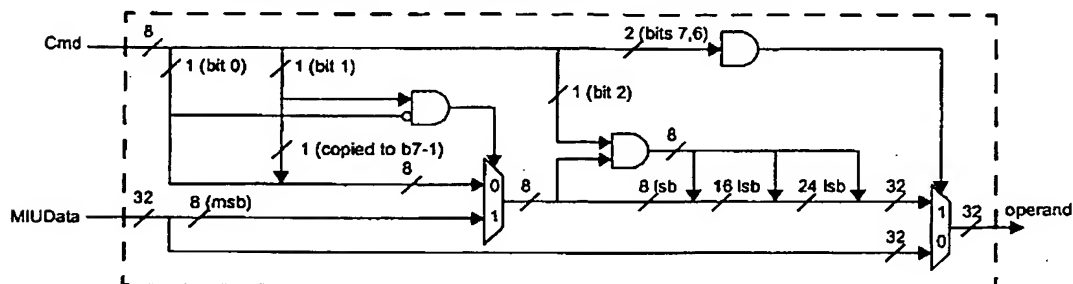 8
2 (bits 7,6)
Cmd
1 (bit 0)
1 (bit 1)
1 (bit 2)
1 (copied to b7-1)
8
8
0
1
8
8 lsb
16 lsb
24 lsb
32
1
0
32
operand
32
8 (msb)
MIUData
32